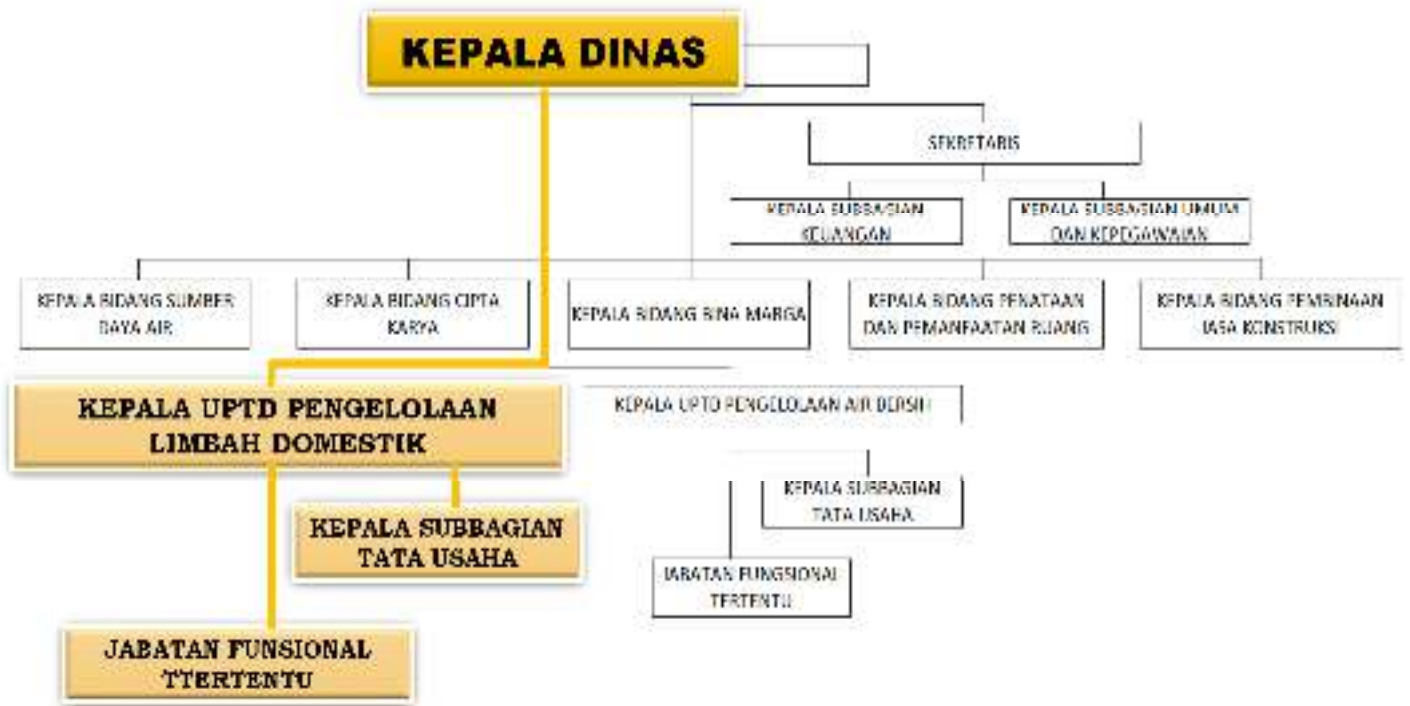 KEPALA DINAS
SEKRETARIS
KEPALA SUBBAGIAN
KEUANGAN
KEPALA SUBBAGIAN UMUM
DAN KEPEGAWAIAN
KEPALA BIDANG SUMBER
DAYA AIR
KEPALA BIDANG CIPTA
KARYA
KEPALA BIDANG BINA MARGA
KEPALA BIDANG PENATAAN
DAN PEMANFAATAN RUANG
KEPALA BIDANG PEMBINAAN
JASA KONSTRUKSI
KEPALA UPTD PENGELOLAAN
LIMBAH DOMESTIK
KEPALA UPTD PENGELOLAAN AIR BERSIH
KEPALA SUBBAGIAN
TATA USAHA
KEPALA SUBBAGIAN
TATA USAHA
JABATAN FUNGSIONAL
TERTENTU
JABATAN FUNSIONAL
TTERTENTU